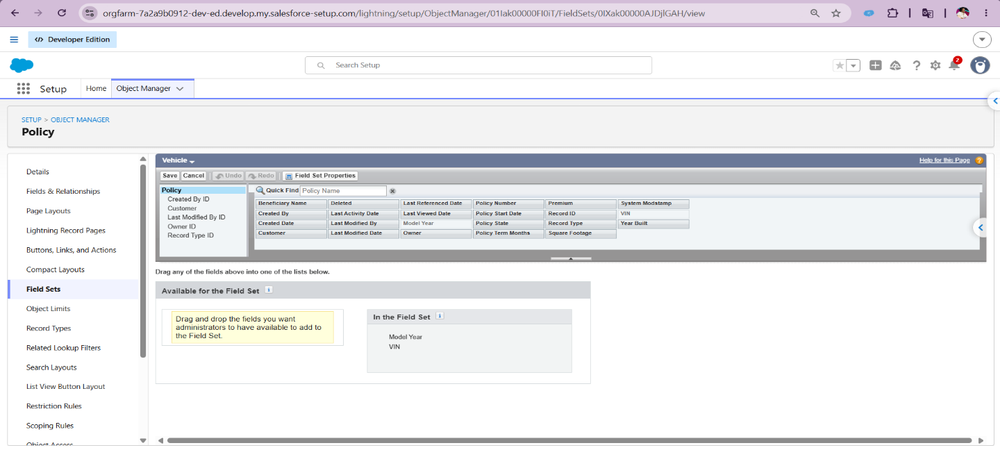 orgfarm-7a2a9b0912-dev-ed.develop.my.salesforce-setup.com/lightning/setup/ObjectManager/01Iak00000FI0iT/FieldSets/0IXak00000AJDjlGAH/view
Developer Edition
Search Setup
2
Setup Home Object Manager
SETUP > OBJECT MANAGER
Policy
Details
Fields & Relationships
Page Layouts
Lightning Record Pages
Buttons, Links, and Actions
Compact Layouts
Field Sets
Object Limits
Record Types
Related Lookup Filters
Search Layouts
List View Button Layout
Restriction Rules
Scoping Rules
Object Access
Vehicle Help for this Page ?
Save Cancel Undo Redo Field Set Properties
Policy
Created By ID
Customer
Last Modified By ID
Owner ID
Record Type ID
Quick Find Policy Name
Beneficiary Name Deleted Last Referenced Date Policy Number Premium System Modstamp
Created By Last Activity Date Last Viewed Date Policy Start Date Record ID VIN
Created Date Last Modified By Model Year Policy State Record Type Year Built
Customer Last Modified Date Owner Policy Term Months Square Footage
Drag any of the fields above into one of the lists below.
Available for the Field Set i
Drag and drop the fields you want
administrators to have available to add to
the Field Set.
In the Field Set i
Model Year
VIN